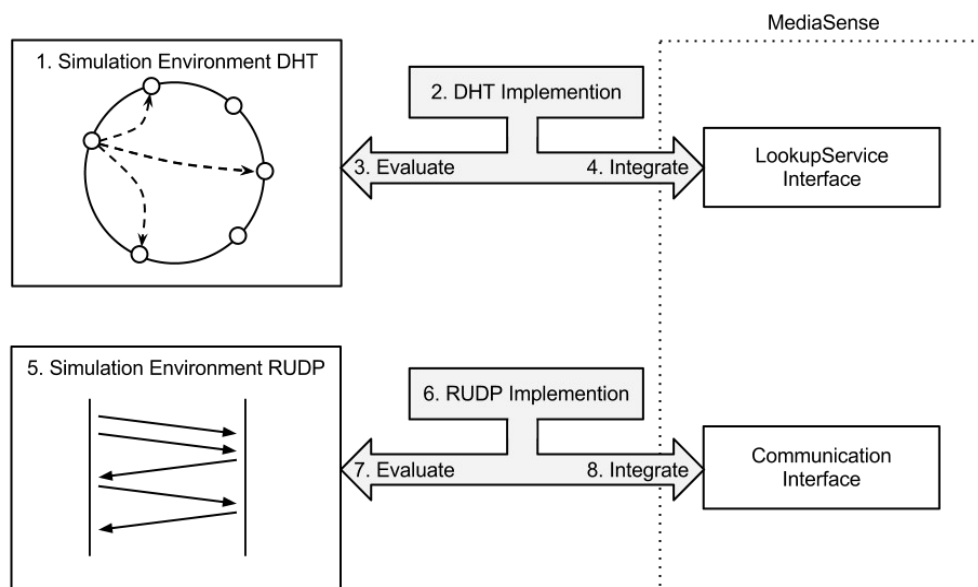 MediaSense
1. Simulation Environment DHT
2. DHT Implemention
3. Evaluate
4. Integrate
LookupService
Interface
5. Simulation Environment RUDP
6. RUDP Implemention
7. Evaluate
8. Integrate
Communication
Interface